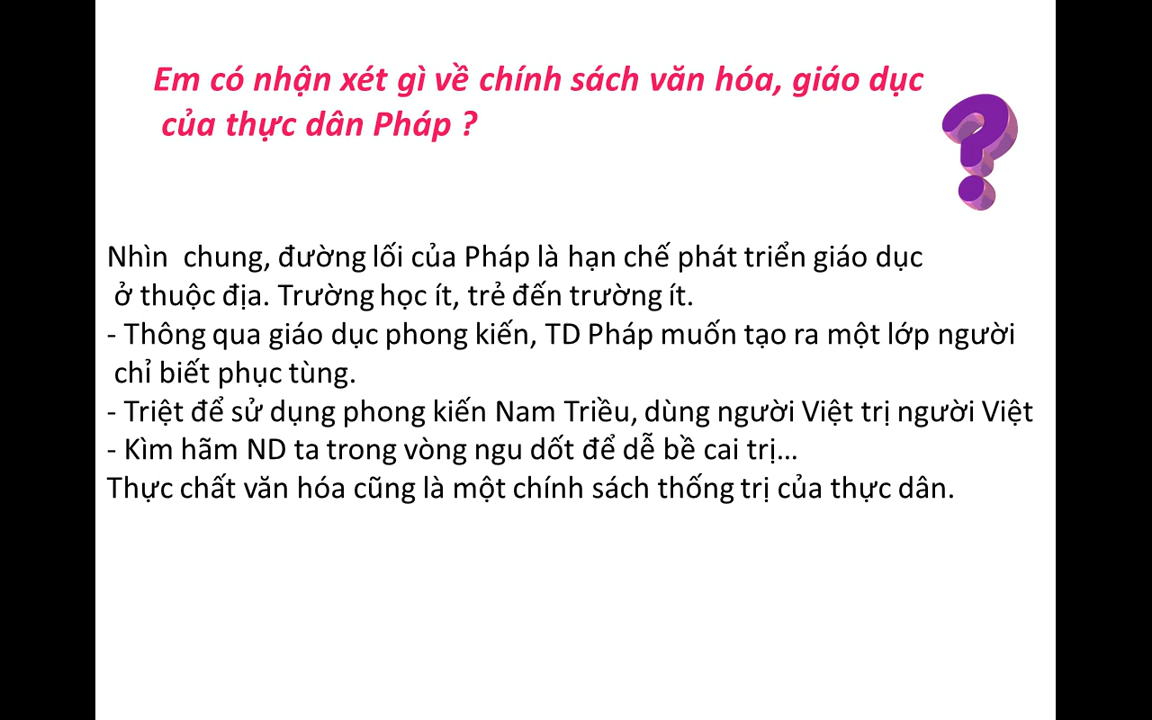 Em có nhận xét gì về chính sách văn hóa, giáo dục
của thực dân Pháp ?
Nhìn chung, đường lối của Pháp là hạn chế phát triển giáo dục
ở thuộc địa. Trường học ít, trẻ đến trường ít.
- Thông qua giáo dục phong kiến, TD Pháp muốn tạo ra một lớp người
chỉ biết phục tùng.
- Triệt để sử dụng phong kiến Nam Triều, dùng người Việt trị người Việt
- Kìm hãm ND ta trong vòng ngu dốt để dễ bề cai trị...
Thực chất văn hóa cũng là một chính sách thống trị của thực dân.